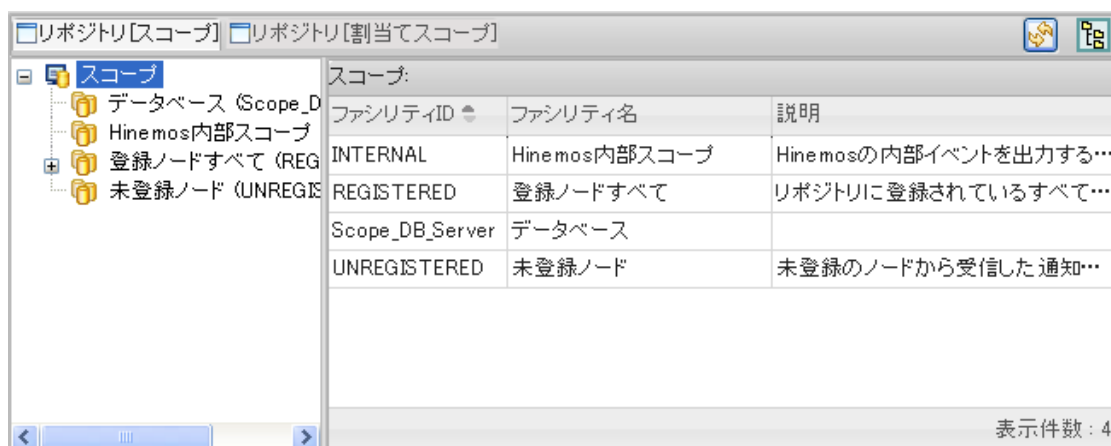 リポジトリ[スコープ] リポジトリ[割当てスコープ]
スコープ
データベース (Scope_D
Hinemos内部スコープ
登録ノードすべて (REG
未登録ノード (UNREGIS
スコープ:
ファシリティID ファシリティ名 説明
INTERNAL Hinemos内部スコープ Hinemosの内部イベントを出力する…
REGISTERED 登録ノードすべて リポジトリに登録されているすべて…
Scope_DB_Server データベース
UNREGISTERED 未登録ノード 未登録のノードから受信した通知…
表示件数 : 4